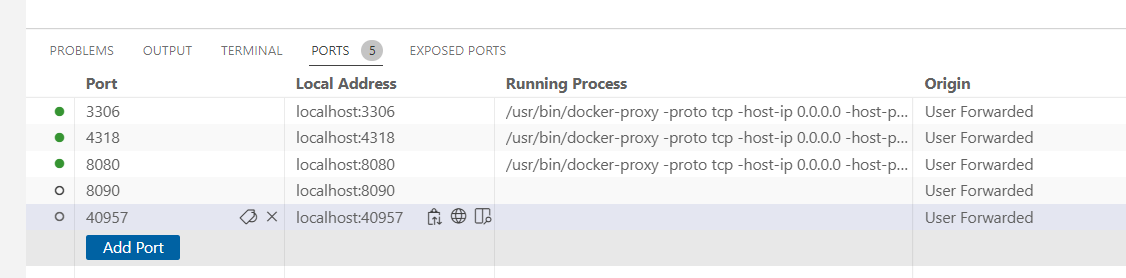 PROBLEMS OUTPUT TERMINAL PORTS 5 EXPOSED PORTS
Port Local Address Running Process Origin
3306 localhost:3306 /usr/bin/docker-proxy -proto tcp -host-ip 0.0.0.0 -host-p... User Forwarded
4318 localhost:4318 /usr/bin/docker-proxy -proto tcp -host-ip 0.0.0.0 -host-p... User Forwarded
8080 localhost:8080 /usr/bin/docker-proxy -proto tcp -host-ip 0.0.0.0 -host-p... User Forwarded
8090 localhost:8090 User Forwarded
40957 localhost:40957 User Forwarded
Add Port